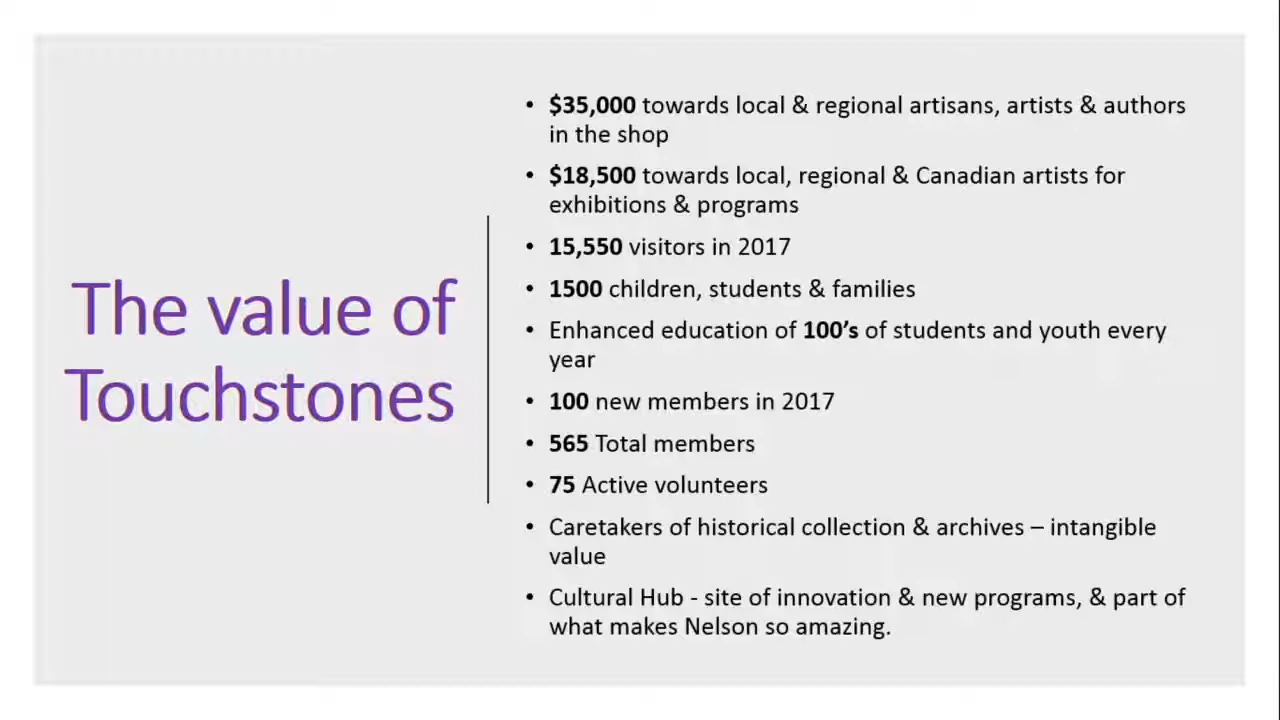 The value of
Touchstones
• $35,000 towards local & regional artisans, artists & authors
in the shop
• $18,500 towards local, regional & Canadian artists for
exhibitions & programs
• 15,550 visitors in 2017
• 1500 children, students & families
• Enhanced education of 100’s of students and youth every
year
• 100 new members in 2017
• 565 Total members
• 75 Active volunteers
• Caretakers of historical collection & archives – intangible
value
• Cultural Hub - site of innovation & new programs, & part of
what makes Nelson so amazing.